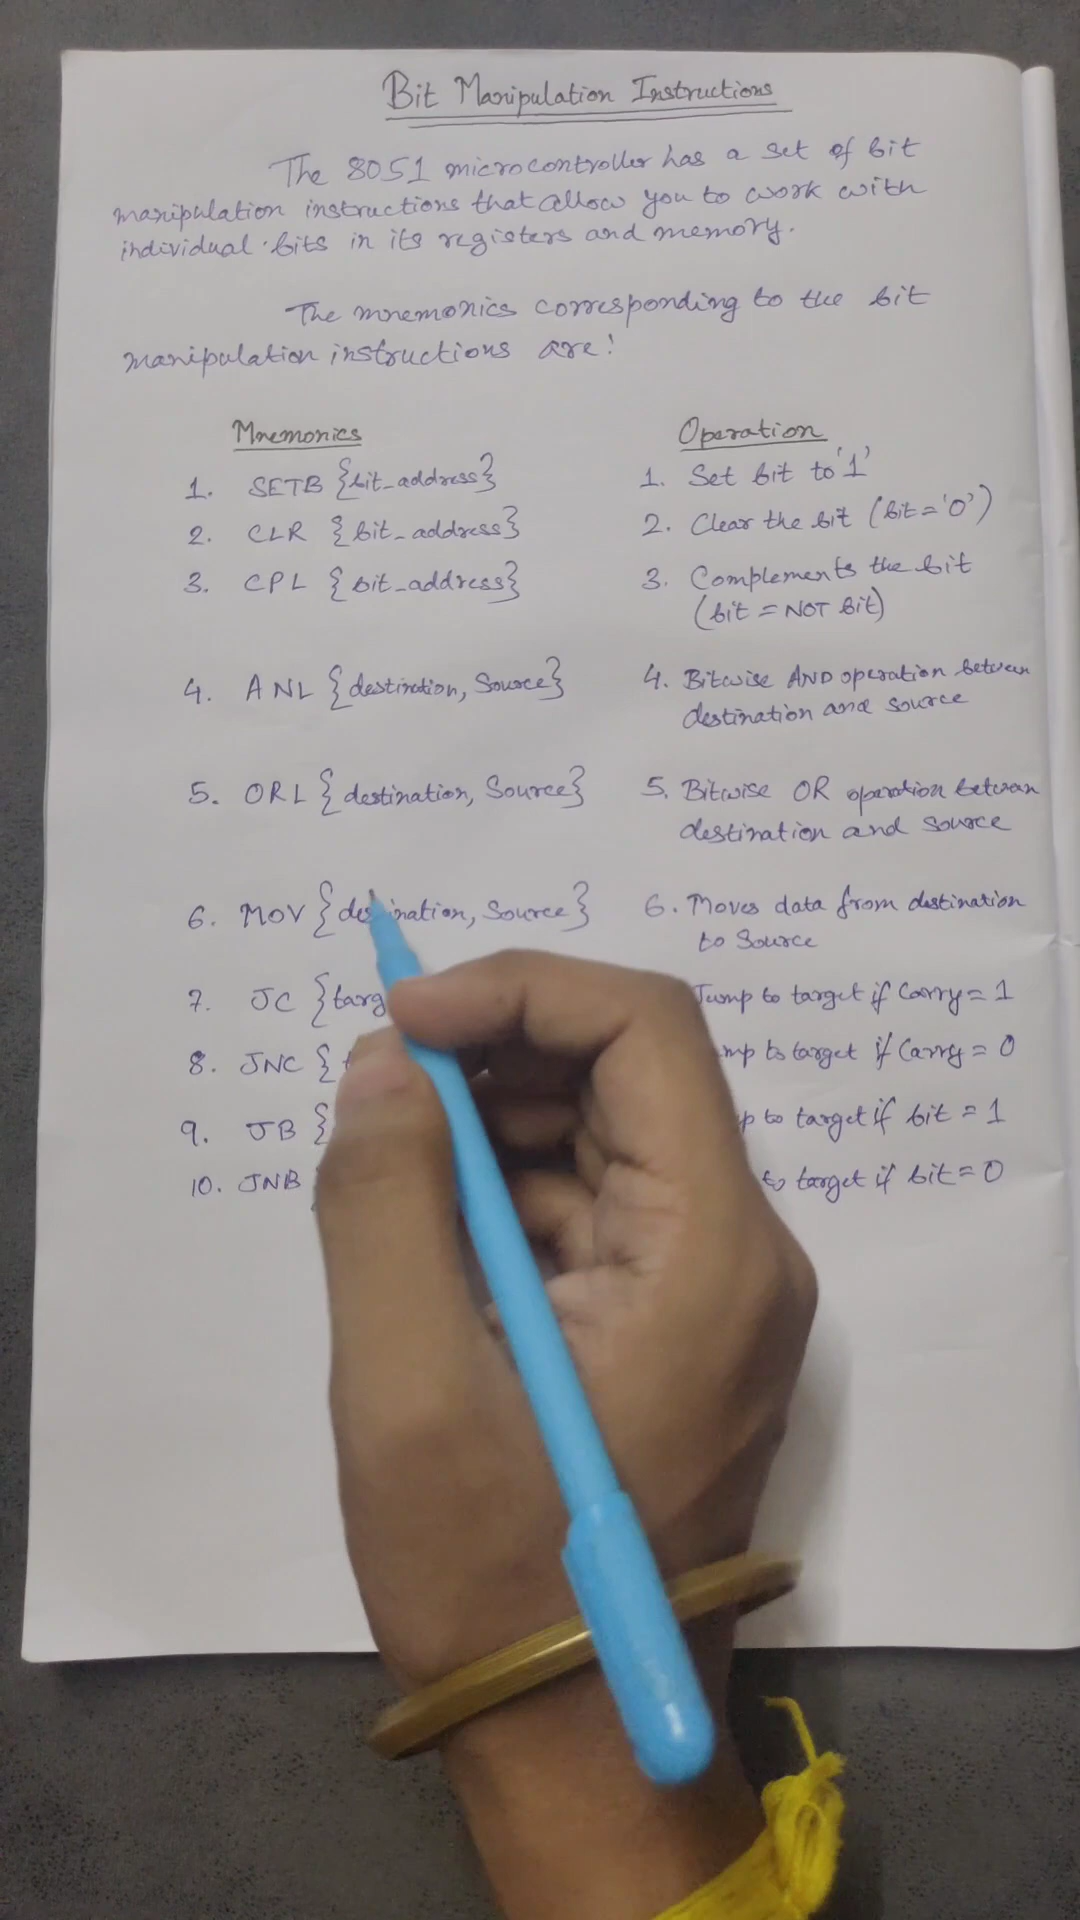 Bit Manipulation Instructions
The 8051 microcontroller has a set of bit
manipulation instructions that allow you to work with
individual bits in its registers and memory.
The mnemonics corresponding to the bit
manipulation instructions are:
Mnemonics Operation
1. SETB {bit_address} 1. Set bit to '1'
2. CLR {bit_address} 2. Clear the bit (bit = '0')
3. CPL {bit_address} 3. Complements the bit
(bit = NOT bit)
4. ANL {destination, Source} 4. Bitwise AND operation between
destination and source
5. ORL {destination, Source} 5. Bitwise OR operation between
destination and source
6. MOV {destination, Source} 6. Moves data from destination
to Source
7. JC {targ Jump to target if Carry = 1
8. JNC { mp to target if Carry = 0
9. JB { p to target if bit = 1
10. JNB to target if bit = 0